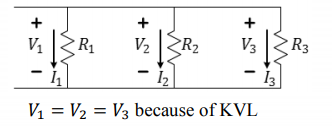 + + +
V₁ R₁ V₂ R₂ V₃ R₃
− I₁ − I₂ − I₃
V₁ = V₂ = V₃ because of KVL